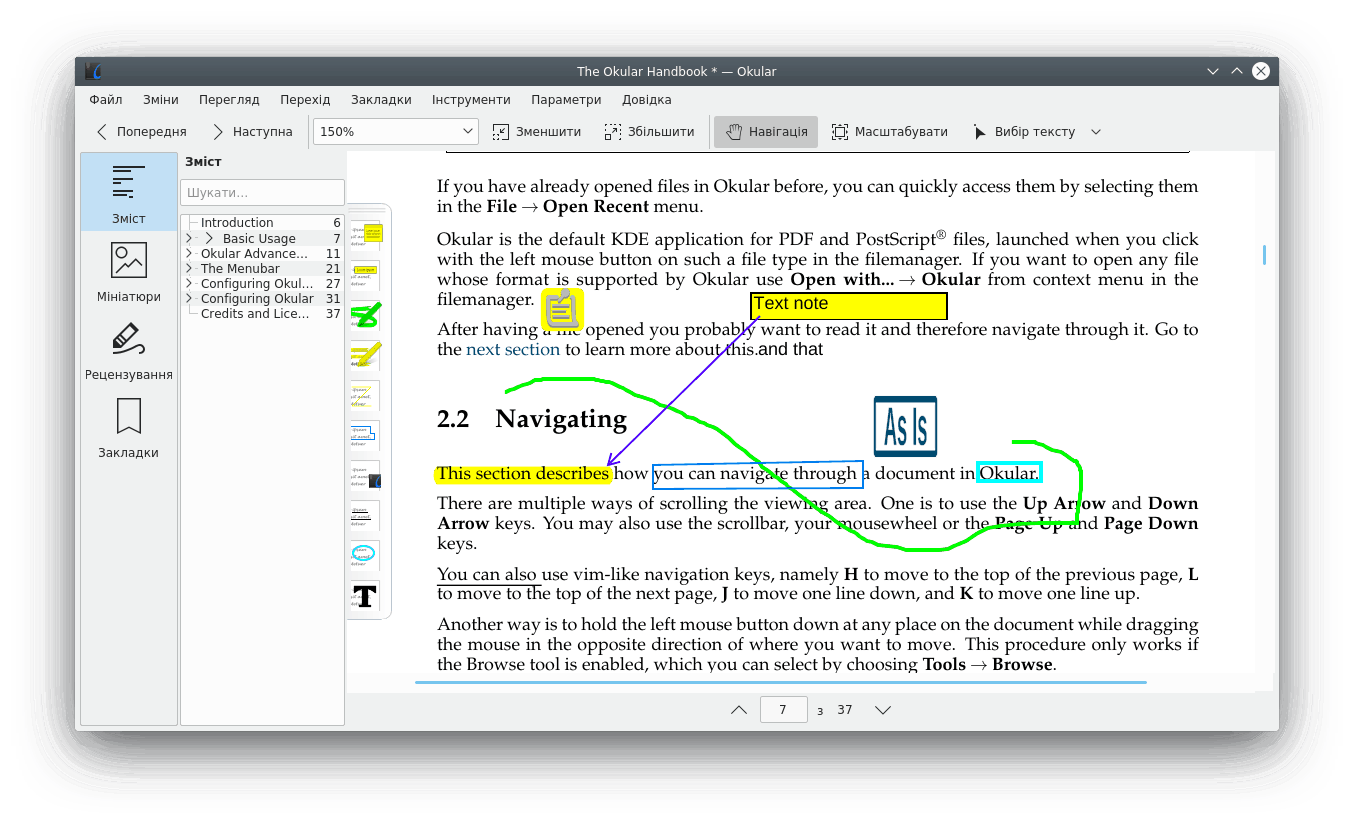 The Okular Handbook * — Okular
Файл Зміни Перегляд Перехід Закладки Інструменти Параметри Довідка
Попередня Наступна 150% Зменшити Збільшити Навігація Масштабувати Вибір тексту
Зміст
Мініатюри
Рецензування
Закладки
Зміст
Шукати...
Introduction 6
Basic Usage 7
Okular Advance... 11
The Menubar 21
Configuring Okul... 27
Configuring Okular 31
Credits and Lice... 37
If you have already opened files in Okular before, you can quickly access them by selecting them
in the File → Open Recent menu.
Okular is the default KDE application for PDF and PostScript® files, launched when you click
with the left mouse button on such a file type in the filemanager. If you want to open any file
whose format is supported by Okular use Open with... → Okular from context menu in the
filemanager.
Text note
After having a file opened you probably want to read it and therefore navigate through it. Go to
the next section to learn more about this.and that
2.2 Navigating
As Is
This section describes how you can navigate through a document in Okular.
There are multiple ways of scrolling the viewing area. One is to use the Up Arrow and Down
Arrow keys. You may also use the scrollbar, your mousewheel or the Page Up and Page Down
keys.
You can also use vim-like navigation keys, namely H to move to the top of the previous page, L
to move to the top of the next page, J to move one line down, and K to move one line up.
Another way is to hold the left mouse button down at any place on the document while dragging
the mouse in the opposite direction of where you want to move. This procedure only works if
the Browse tool is enabled, which you can select by choosing Tools → Browse.
7 з 37